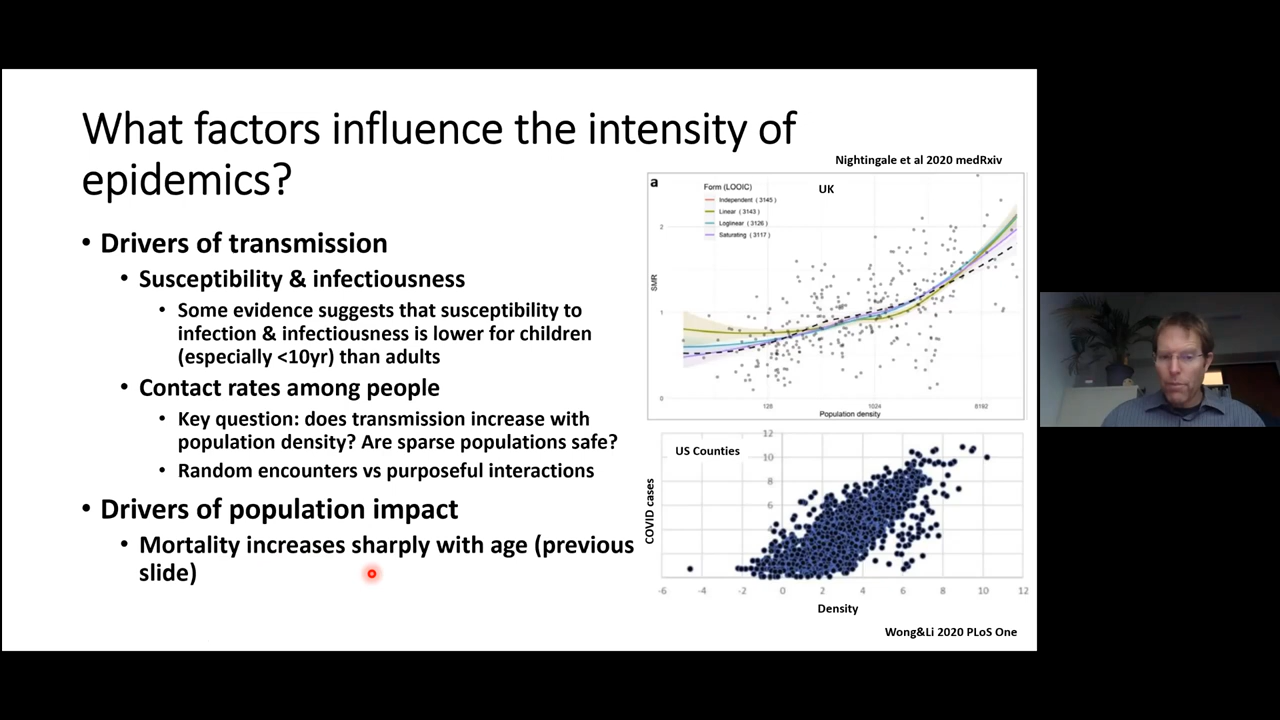 What factors influence the intensity of
epidemics?
• Drivers of transmission
• Susceptibility & infectiousness
• Some evidence suggests that susceptibility to
infection & infectiousness is lower for children
(especially <10yr) than adults
• Contact rates among people
• Key question: does transmission increase with
population density? Are sparse populations safe?
• Random encounters vs purposeful interactions
• Drivers of population impact
• Mortality increases sharply with age (previous
slide)
Nightingale et al 2020 medRxiv
a
Form (LOOIC)
UK
Independent ( 3145 )
Linear ( 3143 )
Loglinear ( 3126 )
Saturating ( 3117 )
2
1
0
SMR
128
1024
8192
Population density
US Counties
12
10
8
6
COVID cases
-6 -4 -2 0 2 4 6 8 10 12
Density
Wong&Li 2020 PLoS One